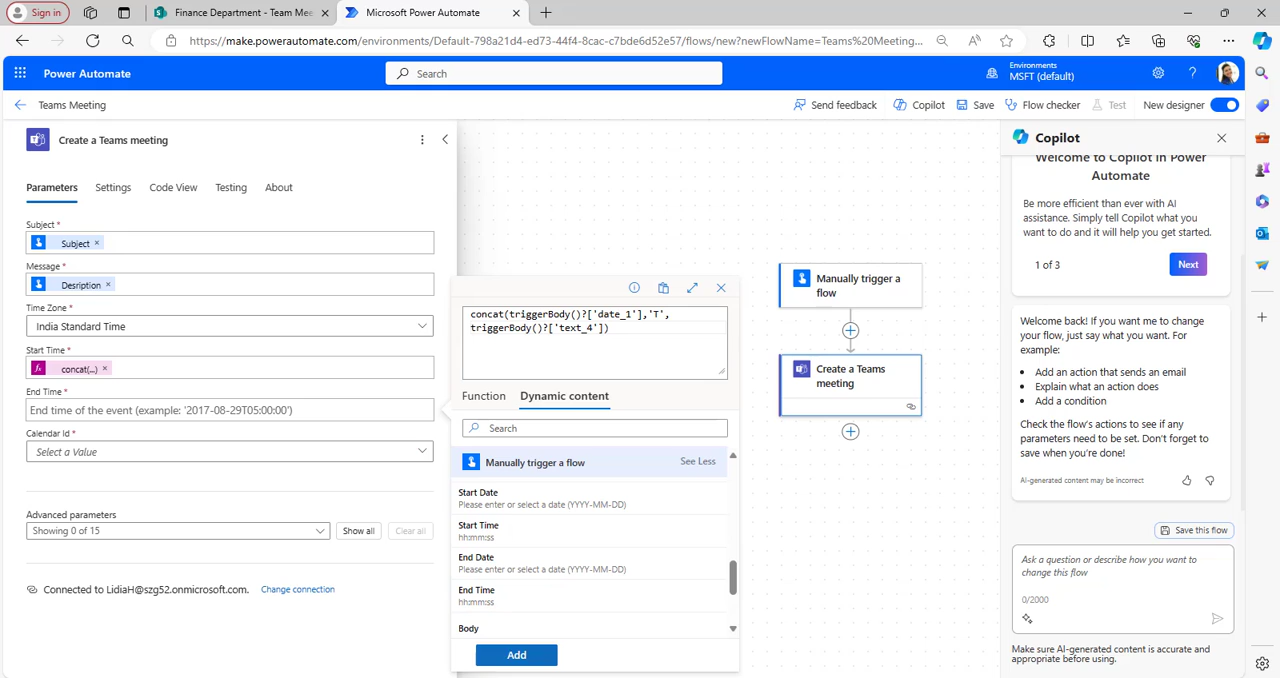 Sign in
Finance Department - Team Mee
Microsoft Power Automate
https://make.powerautomate.com/environments/Default-798a21d4-ed73-44f4-8cac-c7bde6d52e57/flows/new?newFlowName=Teams%20Meeting...
Power Automate
Search
Environments
MSFT (default)
Teams Meeting
Send feedback
Copilot
Save
Flow checker
Test
New designer
Create a Teams meeting
Parameters
Settings
Code View
Testing
About
Subject *
Subject ×
Message *
Desription ×
Time Zone *
India Standard Time
Start Time *
concat(...) ×
End Time *
End time of the event (example: '2017-08-29T05:00:00')
Calendar Id *
Select a Value
Advanced parameters
Showing 0 of 15
Show all
Clear all
Connected to LidiaH@szg52.onmicrosoft.com.
Change connection
concat(triggerBody()?['date_1'],'T',
triggerBody()?['text_4'])
Function
Dynamic content
Search
Manually trigger a flow
See Less
Start Date
Please enter or select a date (YYYY-MM-DD)
Start Time
hh:mm:ss
End Date
Please enter or select a date (YYYY-MM-DD)
End Time
hh:mm:ss
Body
Add
Manually trigger a
flow
Create a Teams
meeting
Copilot
Welcome to Copilot in Power
Automate
Be more efficient than ever with AI
assistance. Simply tell Copilot what you
want to do and it will help you get started.
1 of 3
Next
Welcome back! If you want me to change
your flow, just say what you want. For
example:
• Add an action that sends an email
• Explain what an action does
• Add a condition
Check the flow's actions to see if any
parameters need to be set. Don't forget to
save when you're done!
AI-generated content may be incorrect
Save this flow
Ask a question or describe how you want to
change this flow
0/2000
Make sure AI-generated content is accurate and
appropriate before using.